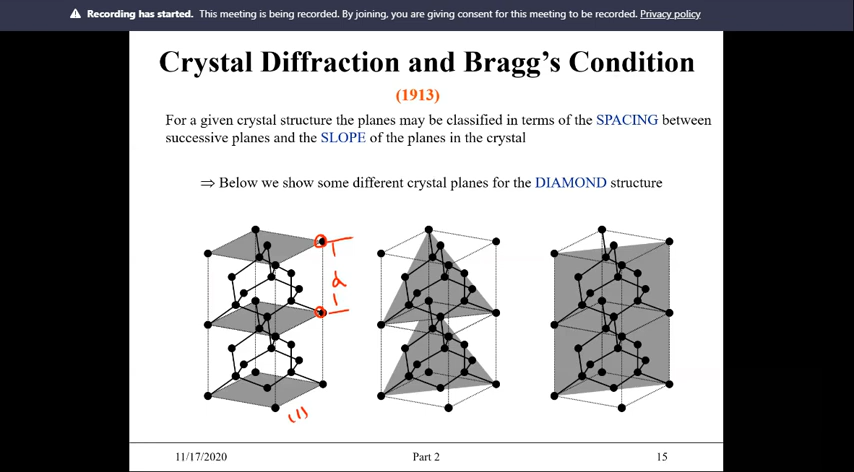 Recording has started. This meeting is being recorded. By joining, you are giving consent for this meeting to be recorded. Privacy policy
Crystal Diffraction and Bragg's Condition
(1913)
For a given crystal structure the planes may be classified in terms of the SPACING between
successive planes and the SLOPE of the planes in the crystal
⇒ Below we show some different crystal planes for the DIAMOND structure
d
(1)
11/17/2020 Part 2 15